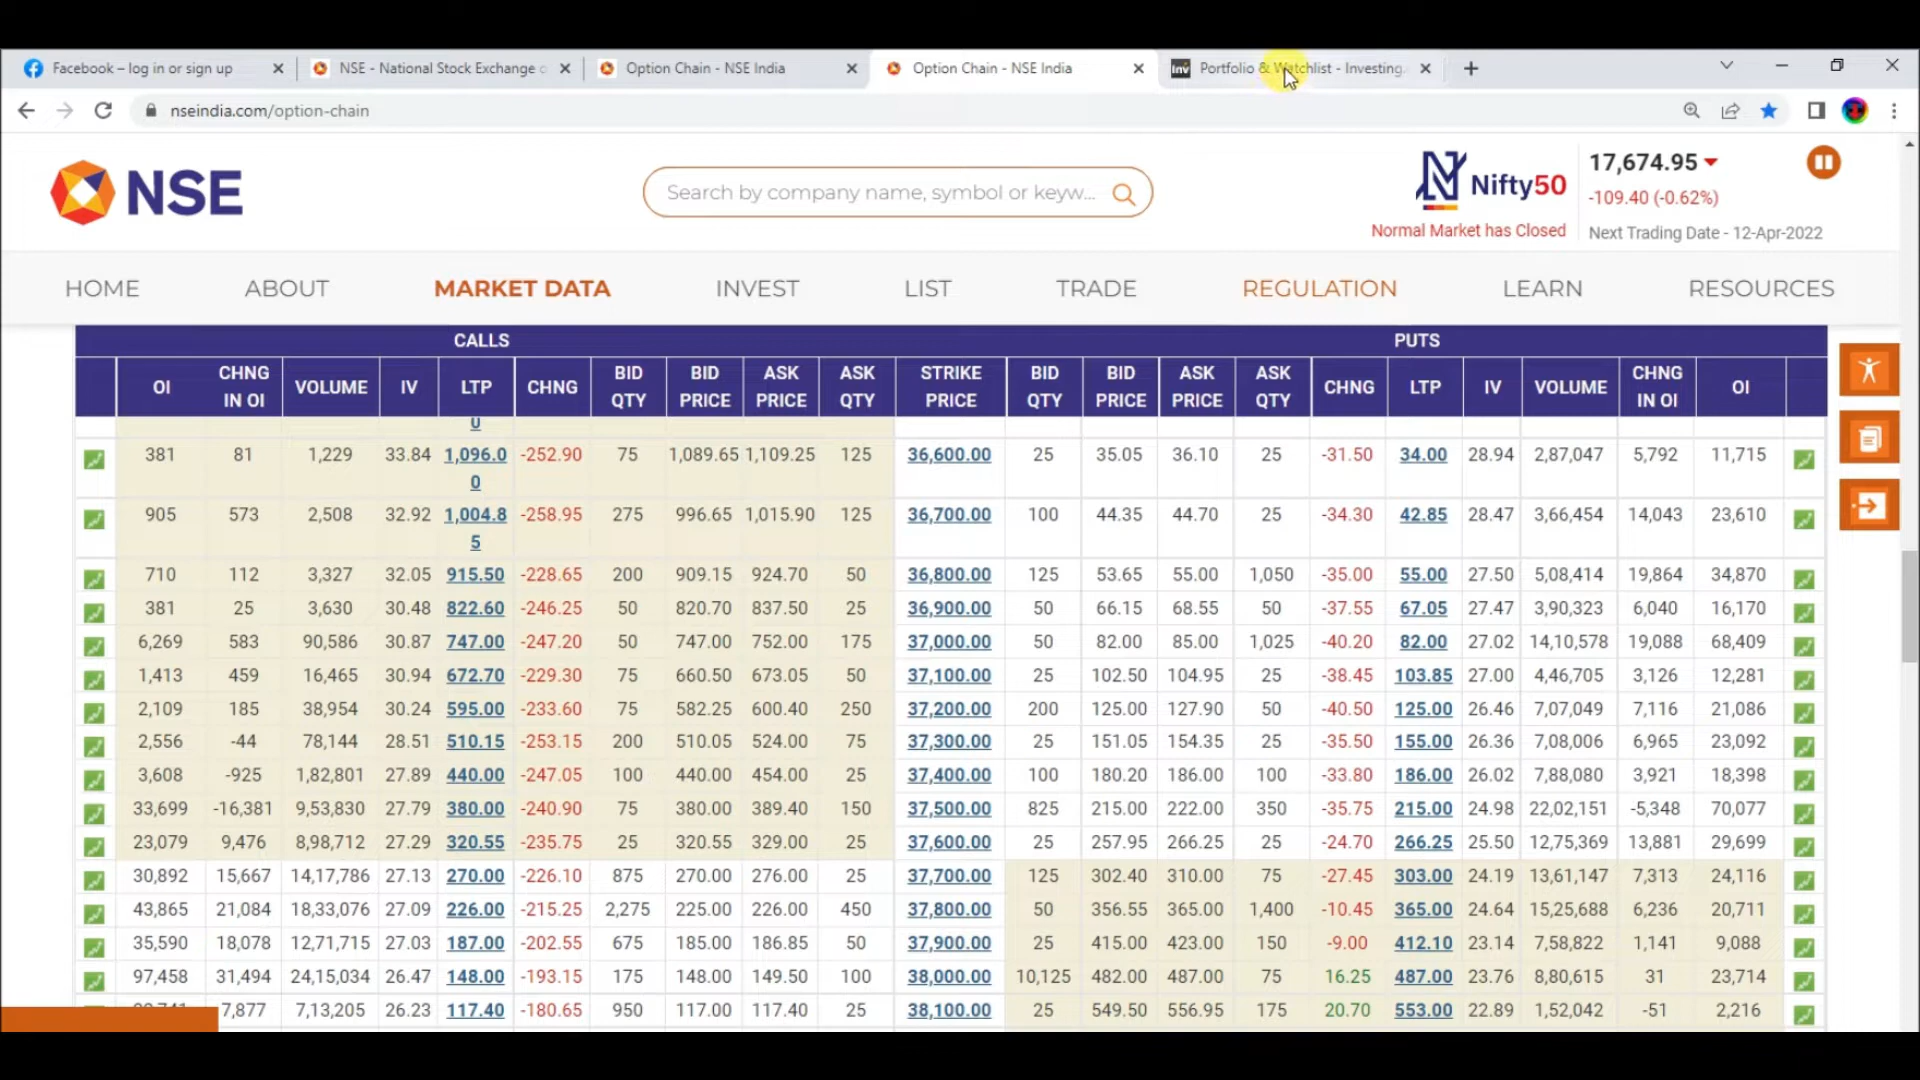 Facebook – log in or sign up
NSE - National Stock Exchange o
Option Chain - NSE India
Option Chain - NSE India
Inv
Portfolio & Watchlist - Investing.
nseindia.com/option-chain
NSE
Search by company name, symbol or keyw...
Nifty50
Normal Market has Closed
17,674.95
-109.40 (-0.62%)
Next Trading Date - 12-Apr-2022
HOME ABOUT MARKET DATA INVEST LIST TRADE REGULATION LEARN RESOURCES
CALLS PUTS
OI CHNG IN OI VOLUME IV LTP CHNG BID QTY BID PRICE ASK PRICE ASK QTY STRIKE PRICE BID QTY BID PRICE ASK PRICE ASK QTY CHNG LTP IV VOLUME CHNG IN OI OI
0
381 81 1,229 33.84 1,096.00 -252.90 75 1,089.65 1,109.25 125 36,600.00 25 35.05 36.10 25 -31.50 34.00 28.94 2,87,047 5,792 11,715
905 573 2,508 32.92 1,004.85 -258.95 275 996.65 1,015.90 125 36,700.00 100 44.35 44.70 25 -34.30 42.85 28.47 3,66,454 14,043 23,610
710 112 3,327 32.05 915.50 -228.65 200 909.15 924.70 50 36,800.00 125 53.65 55.00 1,050 -35.00 55.00 27.50 5,08,414 19,864 34,870
381 25 3,630 30.48 822.60 -246.25 50 820.70 837.50 25 36,900.00 50 66.15 68.55 50 -37.55 67.05 27.47 3,90,323 6,040 16,170
6,269 583 90,586 30.87 747.00 -247.20 50 747.00 752.00 175 37,000.00 50 82.00 85.00 1,025 -40.20 82.00 27.02 14,10,578 19,088 68,409
1,413 459 16,465 30.94 672.70 -229.30 75 660.50 673.05 50 37,100.00 25 102.50 104.95 25 -38.45 103.85 27.00 4,46,705 3,126 12,281
2,109 185 38,954 30.24 595.00 -233.60 75 582.25 600.40 250 37,200.00 200 125.00 127.90 50 -40.50 125.00 26.46 7,07,049 7,116 21,086
2,556 -44 78,144 28.51 510.15 -253.15 200 510.05 524.00 75 37,300.00 25 151.05 154.35 25 -35.50 155.00 26.36 7,08,006 6,965 23,092
3,608 -925 1,82,801 27.89 440.00 -247.05 100 440.00 454.00 25 37,400.00 100 180.20 186.00 100 -33.80 186.00 26.02 7,88,080 3,921 18,398
33,699 -16,381 9,53,830 27.79 380.00 -240.90 75 380.00 389.40 150 37,500.00 825 215.00 222.00 350 -35.75 215.00 24.98 22,02,151 -5,348 70,077
23,079 9,476 8,98,712 27.29 320.55 -235.75 25 320.55 329.00 25 37,600.00 25 257.95 266.25 25 -24.70 266.25 25.50 12,75,369 13,881 29,699
30,892 15,667 14,17,786 27.13 270.00 -226.10 875 270.00 276.00 25 37,700.00 125 302.40 310.00 75 -27.45 303.00 24.19 13,61,147 7,313 24,116
43,865 21,084 18,33,076 27.09 226.00 -215.25 2,275 225.00 226.00 450 37,800.00 50 356.55 365.00 1,400 -10.45 365.00 24.64 15,25,688 6,236 20,711
35,590 18,078 12,71,715 27.03 187.00 -202.55 675 185.00 186.85 50 37,900.00 25 415.00 423.00 150 -9.00 412.10 23.14 7,58,822 1,141 9,088
97,458 31,494 24,15,034 26.47 148.00 -193.15 175 148.00 149.50 100 38,000.00 10,125 482.00 487.00 75 16.25 487.00 23.76 8,80,615 31 23,714
7,877 7,13,205 26.23 117.40 -180.65 950 117.00 117.40 25 38,100.00 25 549.50 556.95 175 20.70 553.00 22.89 1,52,042 -51 2,216